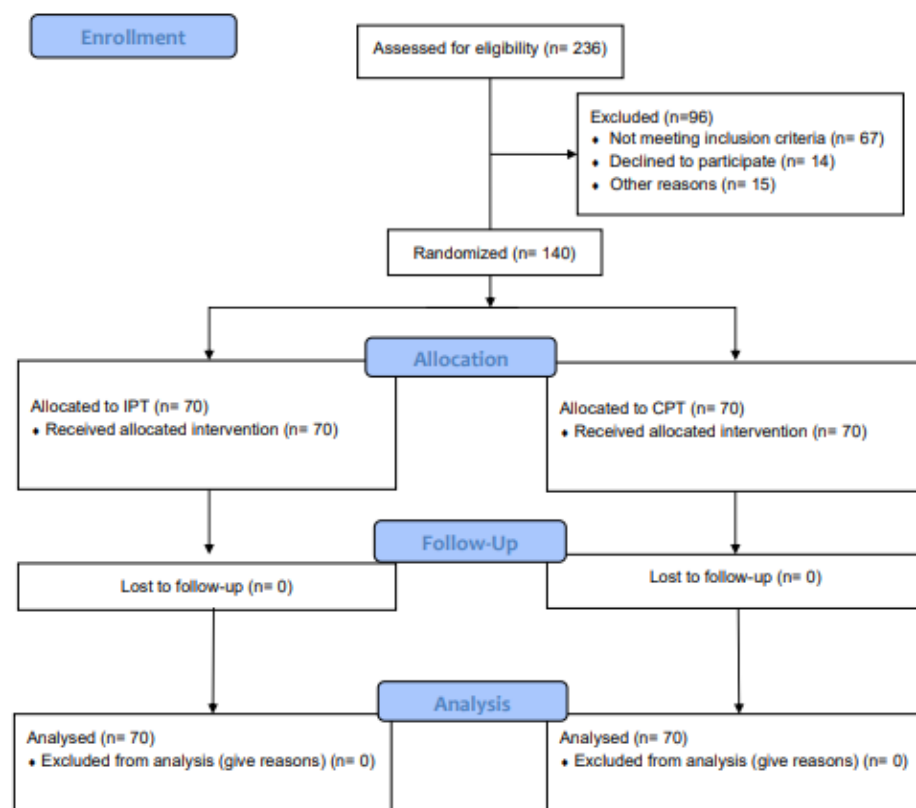 Enrollment
Assessed for eligibility (n= 236)
Excluded (n=96)
♦ Not meeting inclusion criteria (n= 67)
♦ Declined to participate (n= 14)
♦ Other reasons (n= 15)
Randomized (n= 140)
Allocation
Allocated to IPT (n= 70)
♦ Received allocated intervention (n= 70)
Allocated to CPT (n= 70)
♦ Received allocated intervention (n= 70)
Follow-Up
Lost to follow-up (n= 0)
Lost to follow-up (n= 0)
Analysis
Analysed (n= 70)
♦ Excluded from analysis (give reasons) (n= 0)
Analysed (n= 70)
♦ Excluded from analysis (give reasons) (n= 0)